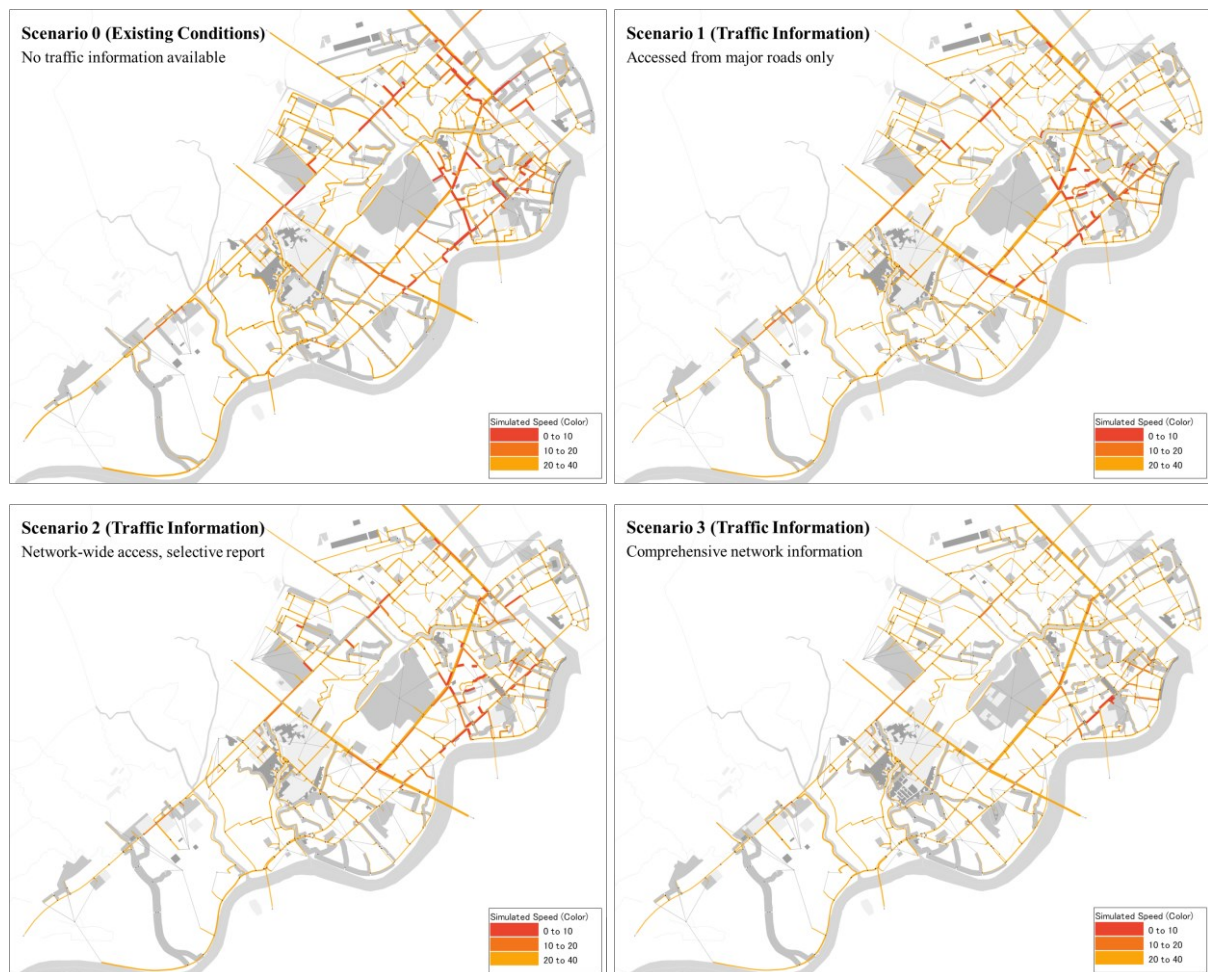 Scenario 0 (Existing Conditions)
No traffic information available
Simulated Speed (Color)
0 to 10
10 to 20
20 to 40
Scenario 1 (Traffic Information)
Accessed from major roads only
Simulated Speed (Color)
0 to 10
10 to 20
20 to 40
Scenario 2 (Traffic Information)
Network-wide access, selective report
Simulated Speed (Color)
0 to 10
10 to 20
20 to 40
Scenario 3 (Traffic Information)
Comprehensive network information
Simulated Speed (Color)
0 to 10
10 to 20
20 to 40